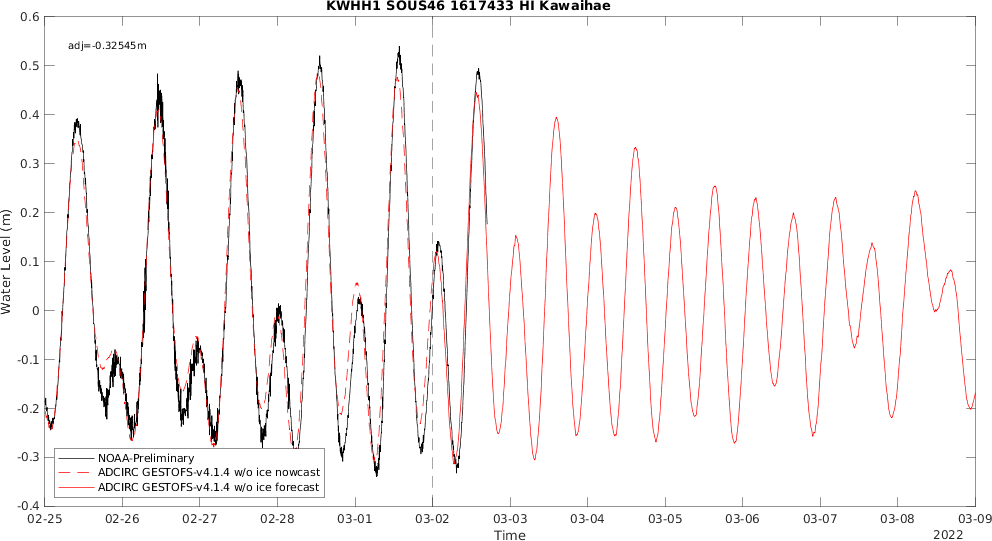 KWHH1 SOUS46 1617433 HI Kawaihae
adj=-0.32545m
Water Level (m)
0.6
0.5
0.4
0.3
0.2
0.1
0
-0.1
-0.2
-0.3
-0.4
NOAA-Preliminary
ADCIRC GESTOFS-v4.1.4 w/o ice nowcast
ADCIRC GESTOFS-v4.1.4 w/o ice forecast
02-25 02-26 02-27 02-28 03-01 03-02 03-03 03-04 03-05 03-06 03-07 03-08 03-09
Time
2022